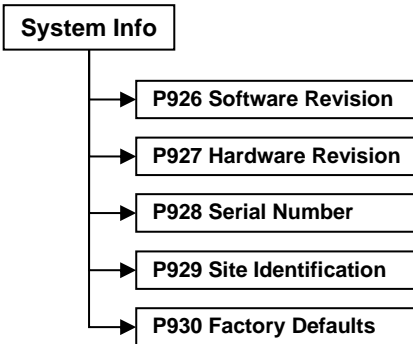 System Info
P926 Software Revision
P927 Hardware Revision
P928 Serial Number
P929 Site Identification
P930 Factory Defaults